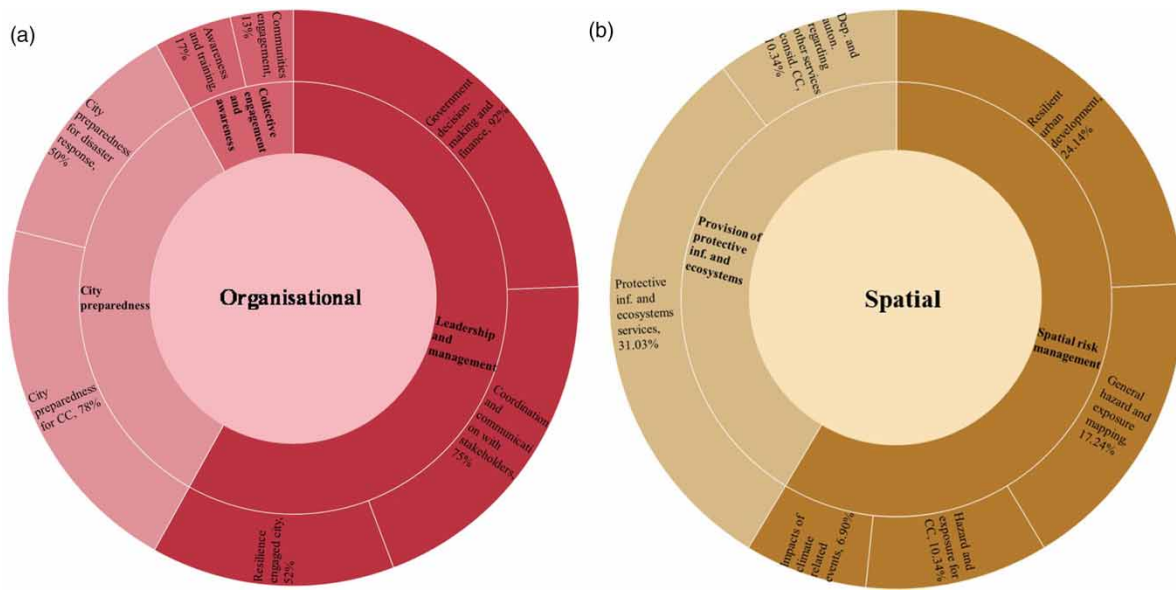 (a)
Communities
engagement,
13%
Awareness
and training,
17%
Collective
engagement
and
awareness
Government
decision-
making and
finance, 92%
City
preparedness
for disaster
response,
50%
City
preparedness
Organisational
Leadership
and
management
City
preparedness
for CC, 78%
Coordination
and
communicati
on with
stakeholders,
75%
Resilience
engaged city,
52%
(b)
Dep. and
auton.
regarding
other services
consid. CC,
10.34%
Resilient
urban
development,
24,14%
Provision of
protective
inf. and
ecosystems
Protective
inf. and
ecosystems
services,
31.03%
Spatial
Spatial risk
management
General
hazard and
exposure
mapping,
17.24%
Impacts of
climate
related
events, 6.90%
Hazard and
exposure for
CC, 10.34%